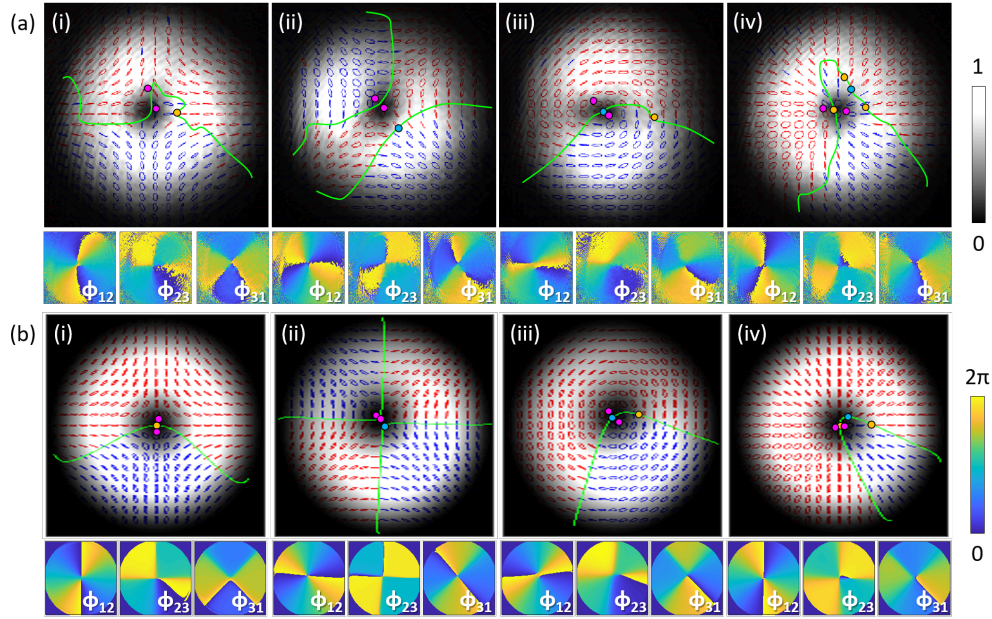 (a) (i) (ii) (iii) (iv)
1
0
Φ12 Φ23 Φ31 Φ12 Φ23 Φ31 Φ12 Φ23 Φ31 Φ12 Φ23 Φ31
(b) (i) (ii) (iii) (iv)
2π
0
Φ12 Φ23 Φ31 Φ12 Φ23 Φ31 Φ12 Φ23 Φ31 Φ12 Φ23 Φ31